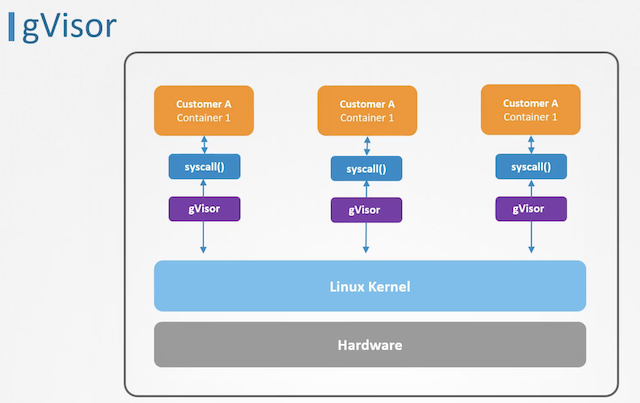 gVisor
Customer A
Container 1
Customer A
Container 1
Customer A
Container 1
syscall()
syscall()
syscall()
gVisor
gVisor
gVisor
Linux Kernel
Hardware